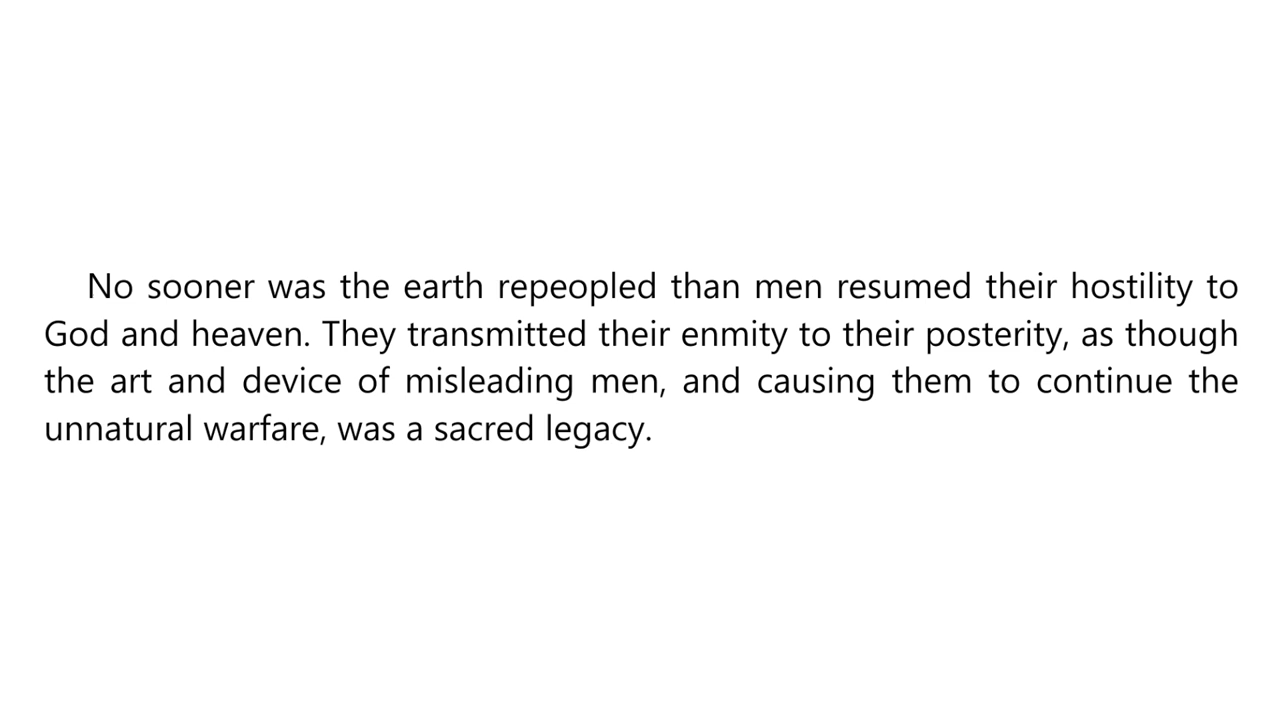 No sooner was the earth repeopled than men resumed their hostility to
God and heaven. They transmitted their enmity to their posterity, as though
the art and device of misleading men, and causing them to continue the
unnatural warfare, was a sacred legacy.